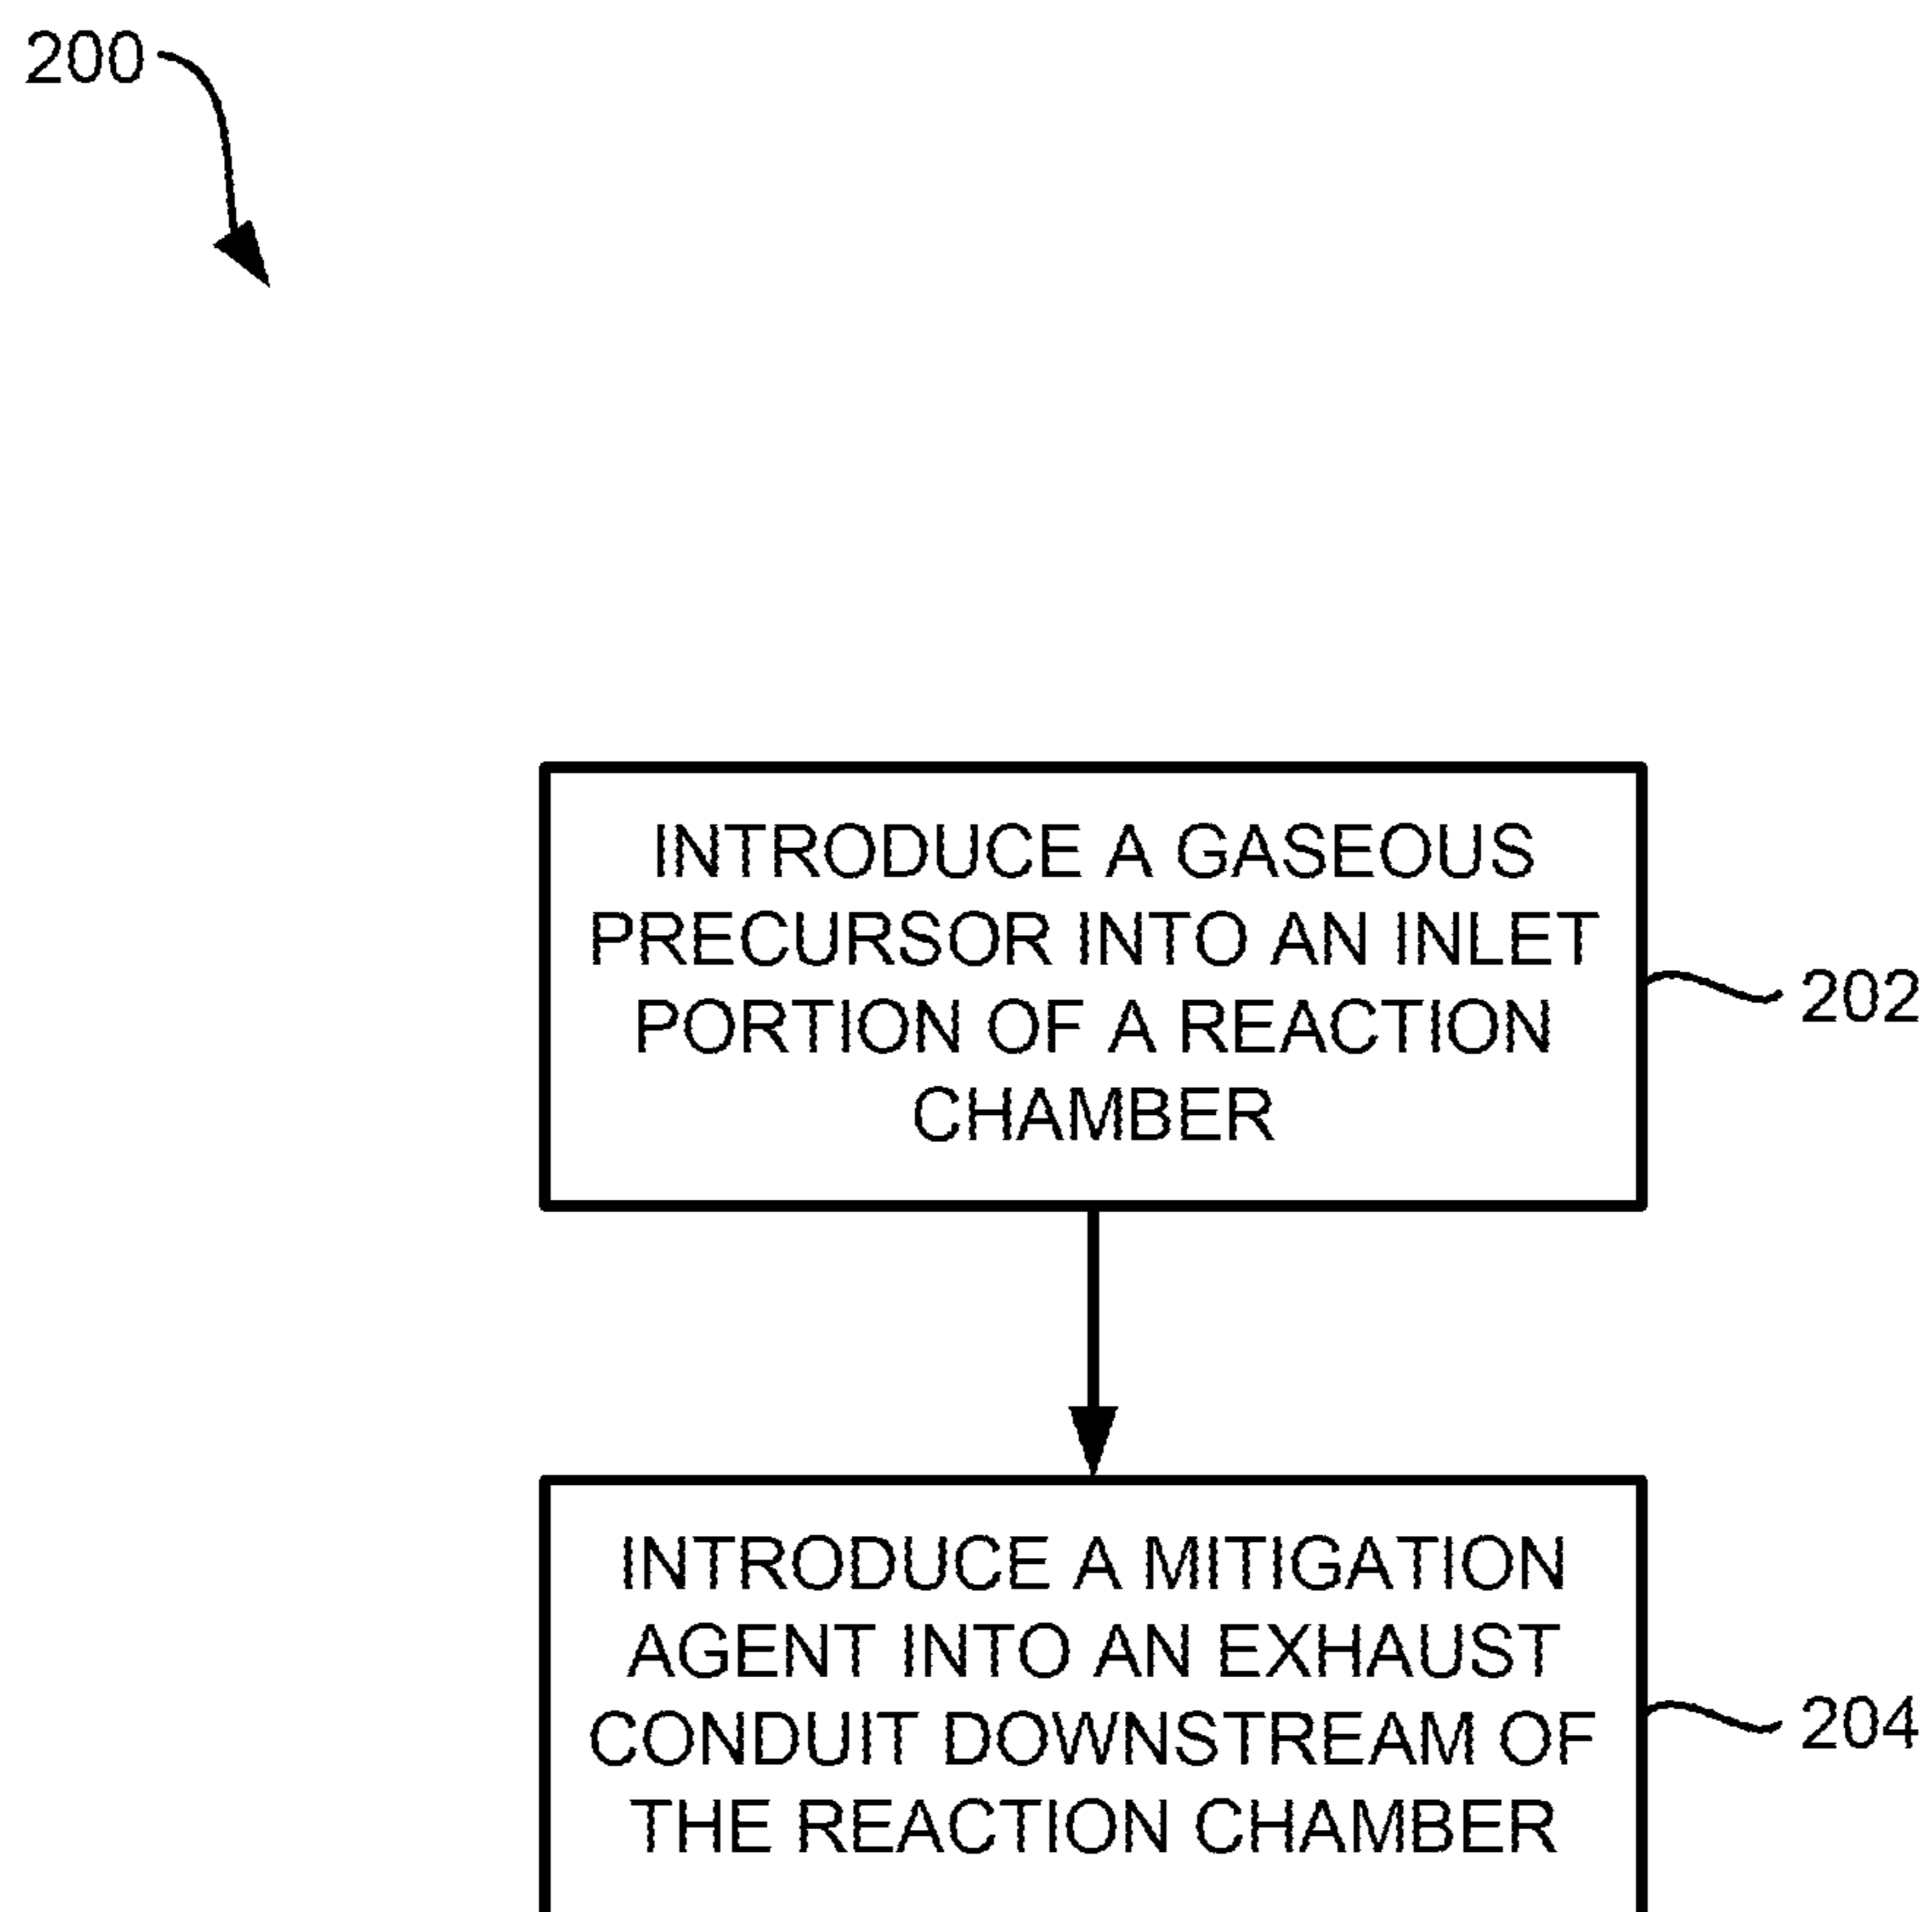 200
INTRODUCE A GASEOUS
PRECURSOR INTO AN INLET
PORTION OF A REACTION
CHAMBER
202
INTRODUCE A MITIGATION
AGENT INTO AN EXHAUST
CONDUIT DOWNSTREAM OF
THE REACTION CHAMBER
204